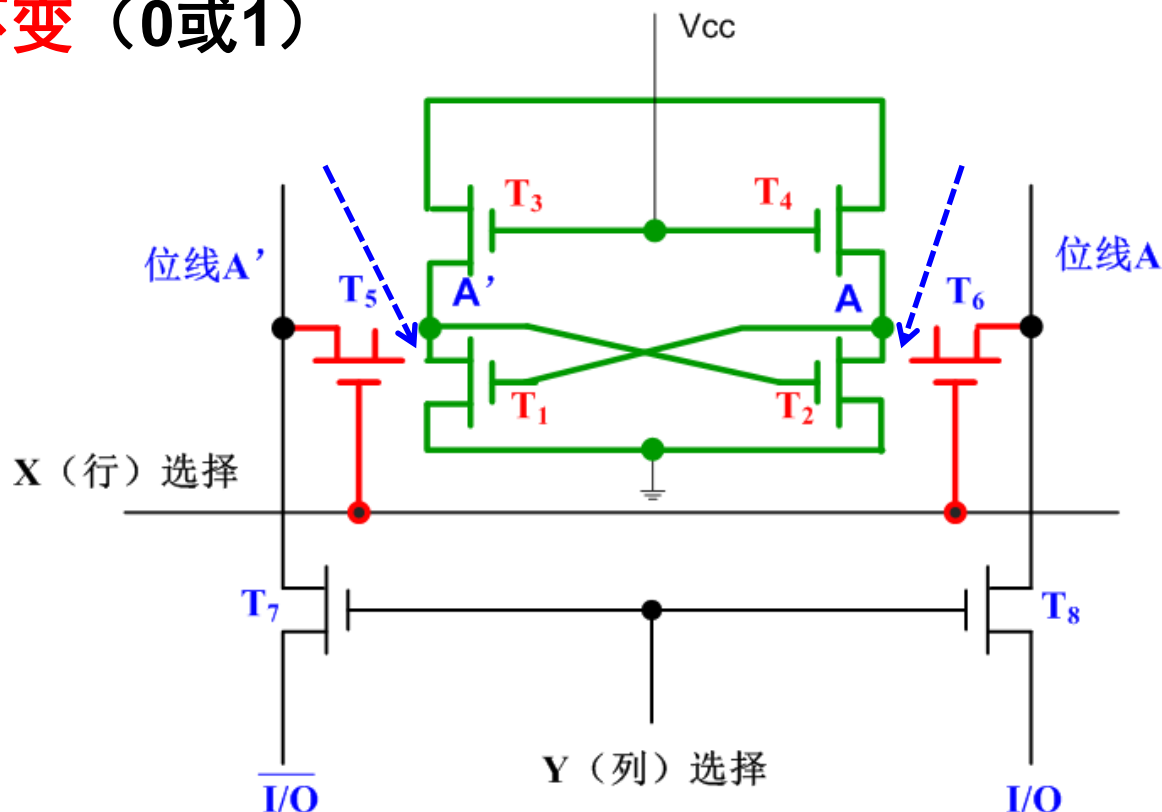 变（0或1）
Vcc
T3
T4
位线A’
位线A
T5
A’
A
T6
T1
T2
X（行）选择
T7
T8
Y（列）选择
I/O
I/O